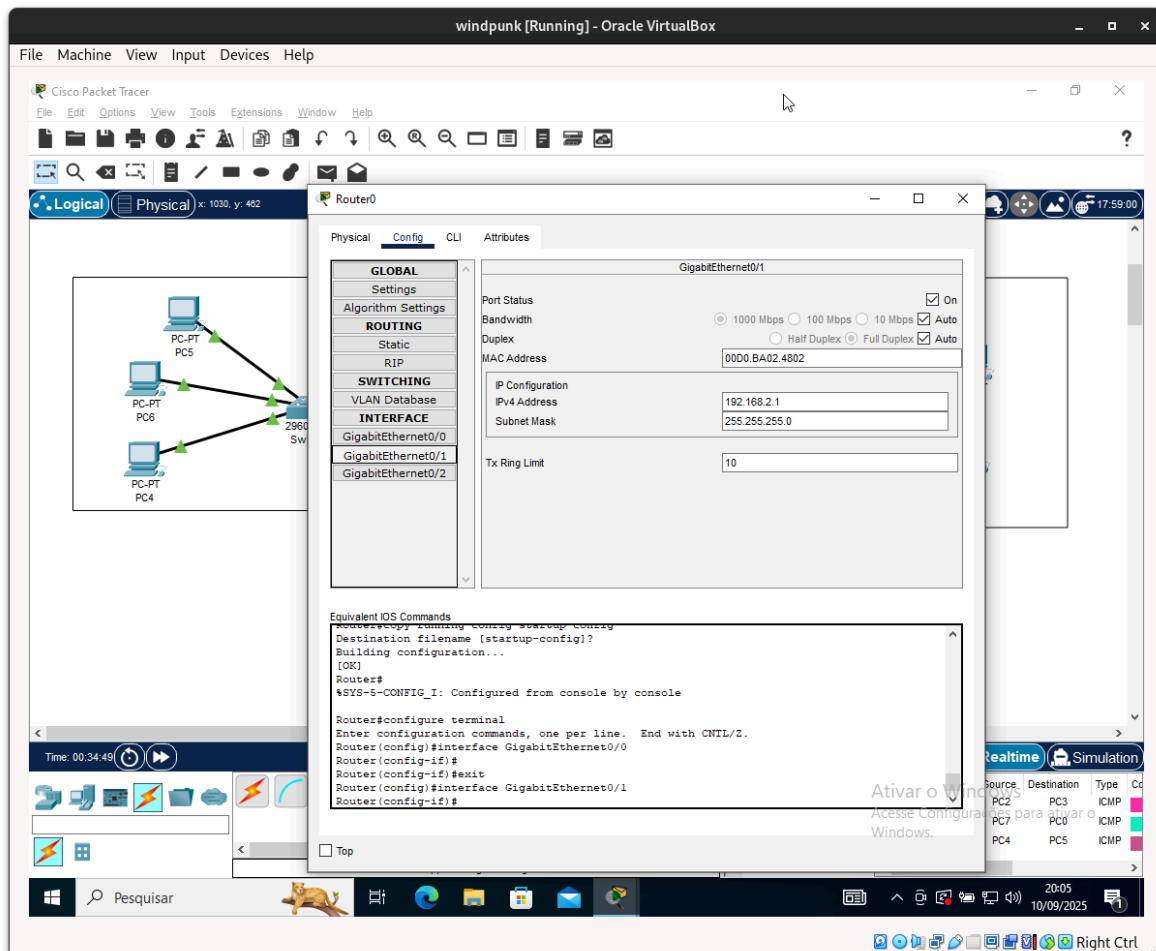 windpunk [Running] - Oracle VirtualBox
File Machine View Input Devices Help
Cisco Packet Tracer
File Edit Options View Tools Extensions Window Help
Logical Physical x: 1030, y: 462
17:59:00
Router0
Physical Config CLI Attributes
GLOBAL
Settings
Algorithm Settings
ROUTING
Static
RIP
SWITCHING
VLAN Database
INTERFACE
GigabitEthernet0/0
GigabitEthernet0/1
GigabitEthernet0/2
GigabitEthernet0/1
Port Status On
Bandwidth 1000 Mbps 100 Mbps 10 Mbps Auto
Duplex Half Duplex Full Duplex Auto
MAC Address 00D0.BA02.4802
IP Configuration
IPv4 Address 192.168.2.1
Subnet Mask 255.255.255.0
Tx Ring Limit 10
PC-PT
PC5
PC-PT
PC6
PC-PT
PC4
2960
Sw
Equivalent IOS Commands
Router#copy running-config startup-config
Destination filename [startup-config]?
Building configuration...
[OK]
Router#
%SYS-5-CONFIG_I: Configured from console by console
Router#configure terminal
Enter configuration commands, one per line. End with CNTL/Z.
Router(config)#interface GigabitEthernet0/0
Router(config-if)#
Router(config-if)#exit
Router(config)#interface GigabitEthernet0/1
Router(config-if)#
Top
Time: 00:34:49
Realtime Simulation
Source Destination Type Co
PC2 PC3 ICMP
PC7 PC0 ICMP
PC4 PC5 ICMP
Ativar o Windows
Acesse Configurações para ativar o
Windows.
Pesquisar
20:05
10/09/2025
1
Right Ctrl